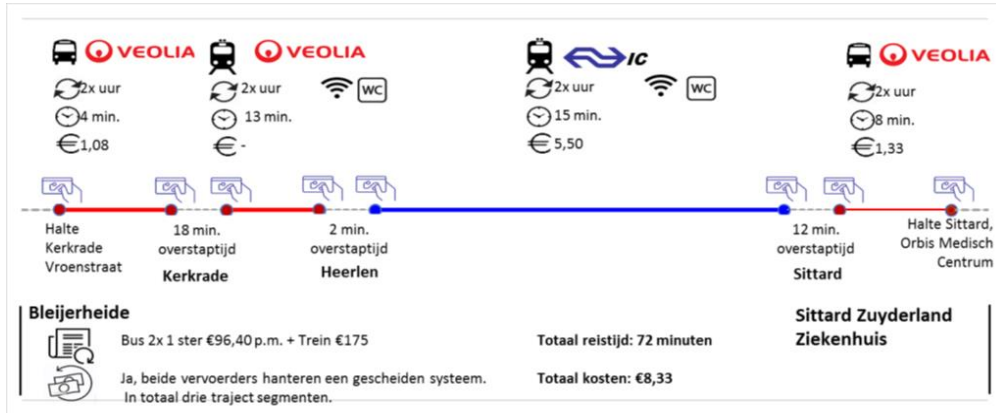 VEOLIA
2x uur
4 min.
€1,08
VEOLIA
2x uur
WC
13 min.
€ -
IC
2x uur
WC
15 min.
€5,50
VEOLIA
2x uur
8 min.
€1,33
Halte
Kerkrade
Vroenstraat
18 min.
overstaptijd
Kerkrade
2 min.
overstaptijd
Heerlen
12 min.
overstaptijd
Sittard
Halte Sittard,
Orbis Medisch
Centrum
Bleijerheide
Bus 2x 1 ster €96,40 p.m. + Trein €175
Ja, beide vervoerders hanteren een gescheiden systeem.
In totaal drie traject segmenten.
Totaal reistijd: 72 minuten
Totaal kosten: €8,33
Sittard Zuyderland
Ziekenhuis